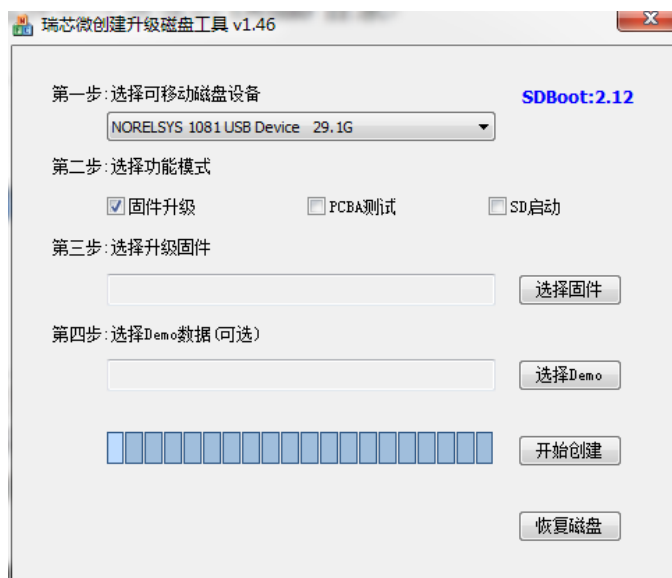 瑞芯微创建升级磁盘工具 v1.46
第一步:选择可移动磁盘设备
SDBoot:2.12
NORELSYS 1081 USB Device 29.1G
第二步:选择功能模式
固件升级
PCBA测试
SD启动
第三步:选择升级固件
选择固件
第四步:选择Demo数据(可选)
选择Demo
开始创建
恢复磁盘